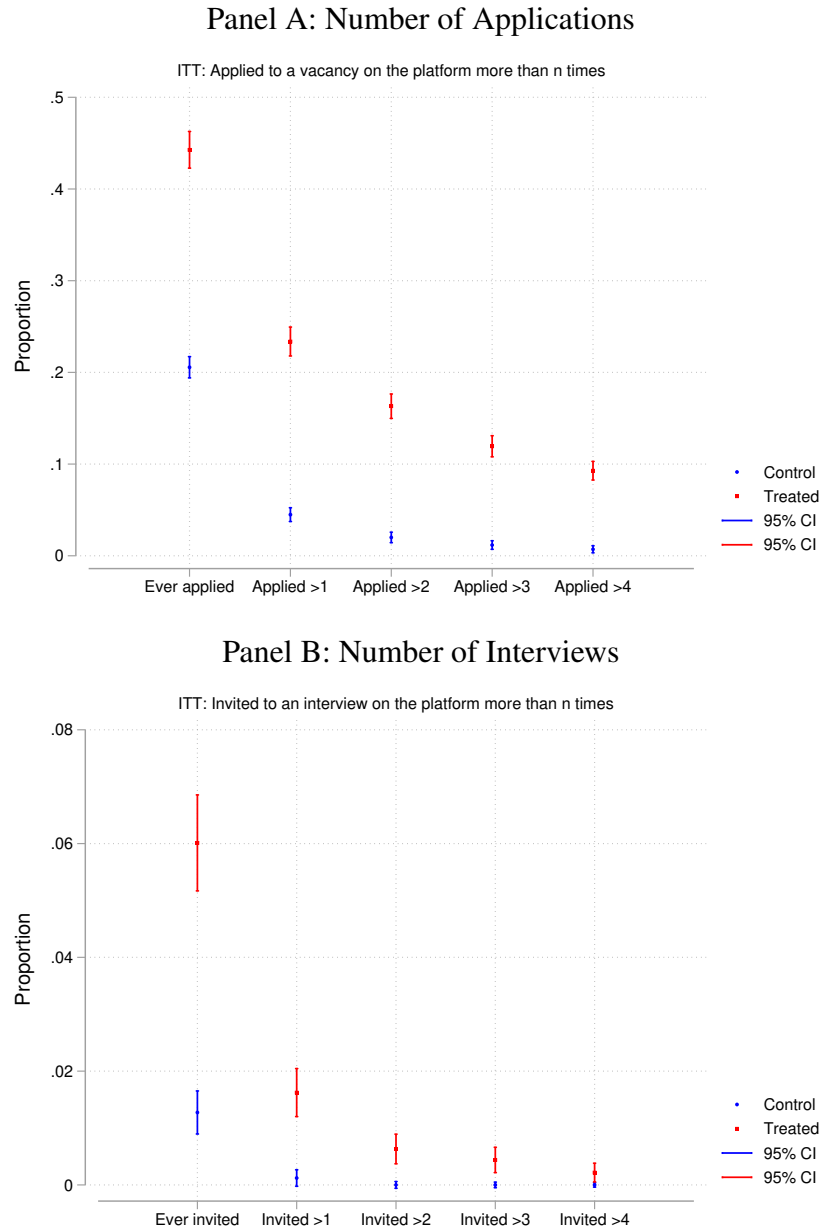 Panel A: Number of Applications
ITT: Applied to a vacancy on the platform more than n times
.5
.4
.3
.2
.1
0
Proportion
Ever applied Applied >1 Applied >2 Applied >3 Applied >4
Control
Treated
95% CI
95% CI
Panel B: Number of Interviews
ITT: Invited to an interview on the platform more than n times
.08
.06
.04
.02
0
Proportion
Ever invited Invited >1 Invited >2 Invited >3 Invited >4
Control
Treated
95% CI
95% CI